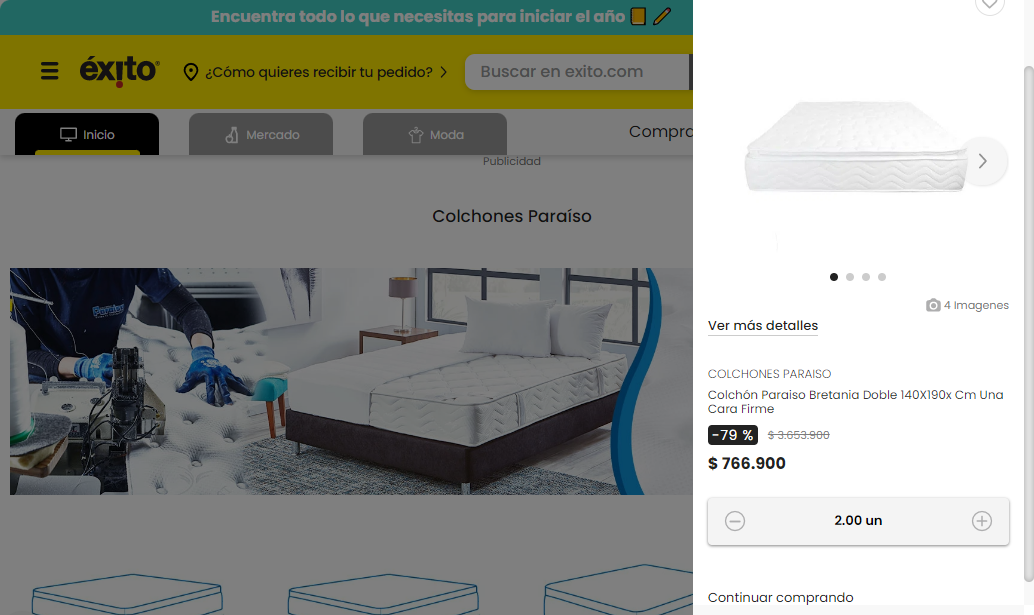 Encuentra todo lo que necesitas para iniciar el año
éxito
¿Cómo quieres recibir tu pedido?
Buscar en exito.com
Inicio
Mercado
Moda
Compra
Publicidad
Colchones Paraíso
Paraíso
4 Imagenes
Ver más detalles
COLCHONES PARAISO
Colchón Paraiso Bretania Doble 140X190x Cm Una
Cara Firme
-79 %
$ 3.653.900
$ 766.900
2.00 un
Continuar comprando